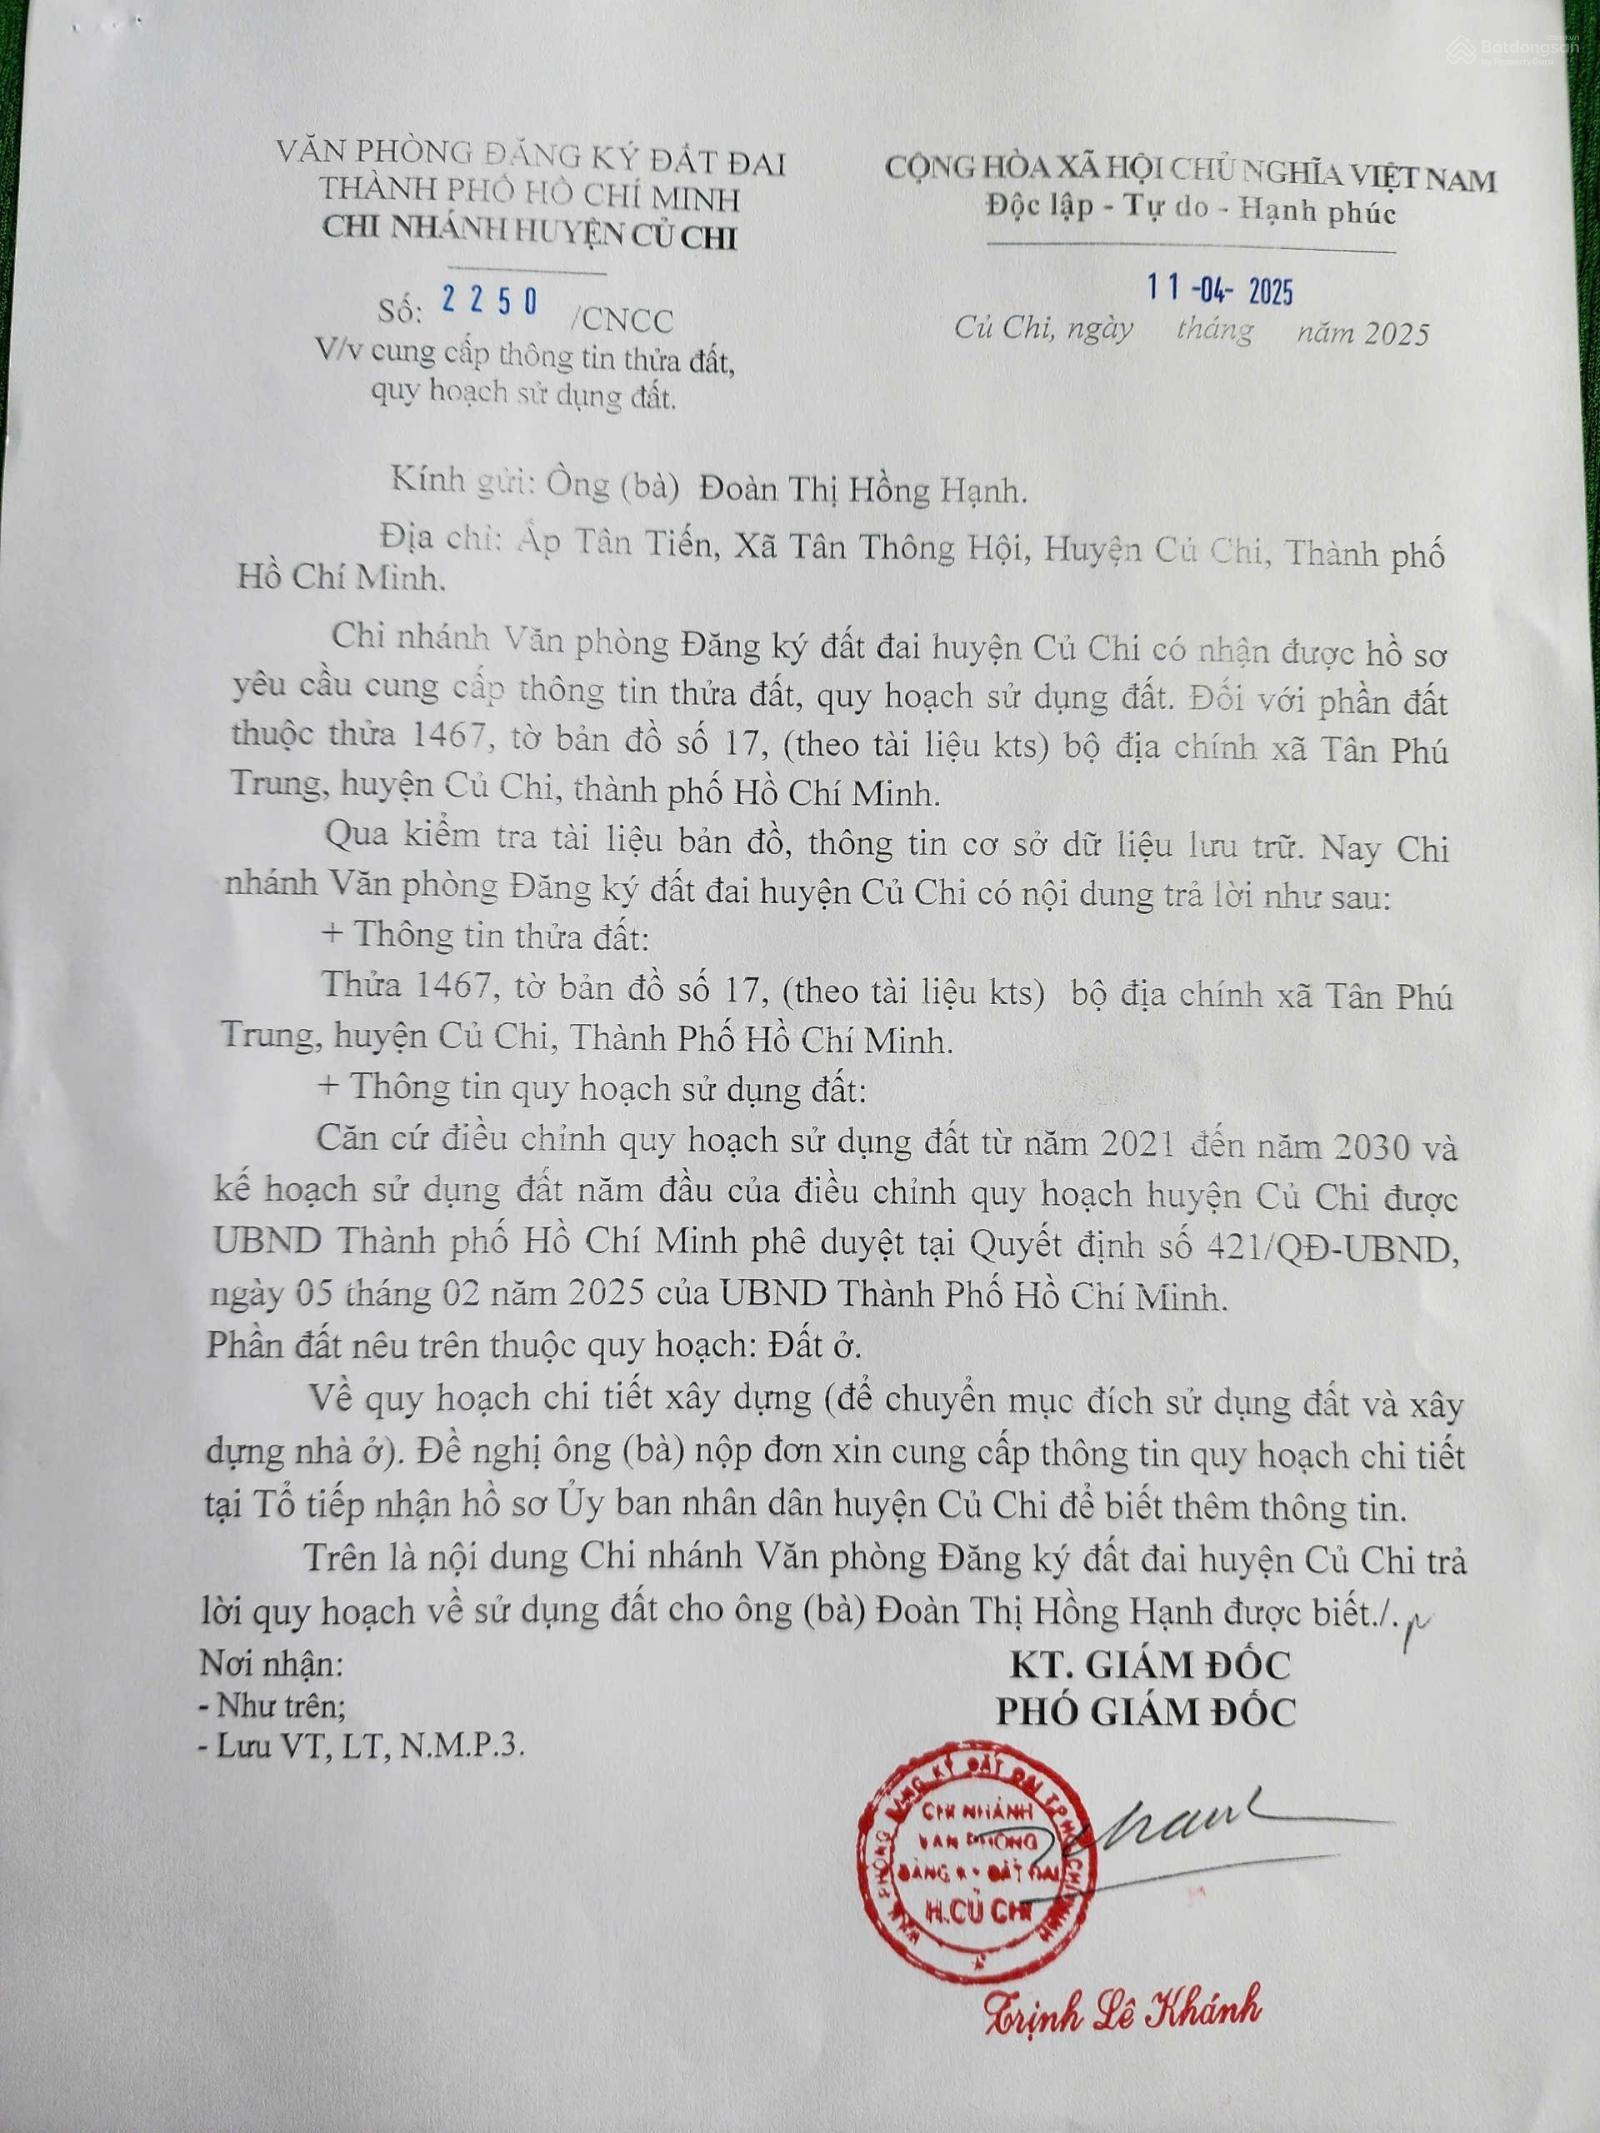 Batdongsan
by PropertyGuru
VĂN PHÒNG ĐĂNG KÝ ĐẤT ĐAI
THÀNH PHỐ HỒ CHÍ MINH
CHI NHÁNH HUYỆN CỦ CHI
CỘNG HÒA XÃ HỘI CHỦ NGHĨA VIỆT NAM
Độc lập - Tự do - Hạnh phúc
Số: 2250 /CNCC
V/v cung cấp thông tin thửa đất,
quy hoạch sử dụng đất.
11-04- 2025
Củ Chi, ngày tháng năm 2025
Kính gửi: Ông (bà) Đoàn Thị Hồng Hạnh.
Địa chỉ: Ấp Tân Tiến, Xã Tân Thông Hội, Huyện Củ Chi, Thành phố
Hồ Chí Minh.
Chi nhánh Văn phòng Đăng ký đất đai huyện Củ Chi có nhận được hồ sơ
yêu cầu cung cấp thông tin thửa đất, quy hoạch sử dụng đất. Đối với phần đất
thuộc thửa 1467, tờ bản đồ số 17, (theo tài liệu kts) bộ địa chính xã Tân Phú
Trung, huyện Củ Chi, thành phố Hồ Chí Minh.
Qua kiểm tra tài liệu bản đồ, thông tin cơ sở dữ liệu lưu trữ. Nay Chi
nhánh Văn phòng Đăng ký đất đai huyện Củ Chi có nội dung trả lời như sau:
+ Thông tin thửa đất:
Thửa 1467, tờ bản đồ số 17, (theo tài liệu kts) bộ địa chính xã Tân Phú
Trung, huyện Củ Chi, Thành Phố Hồ Chí Minh.
+ Thông tin quy hoạch sử dụng đất:
Căn cứ điều chỉnh quy hoạch sử dụng đất từ năm 2021 đến năm 2030 và
kế hoạch sử dụng đất năm đầu của điều chỉnh quy hoạch huyện Củ Chi được
UBND Thành phố Hồ Chí Minh phê duyệt tại Quyết định số 421/QĐ-UBND,
ngày 05 tháng 02 năm 2025 của UBND Thành Phố Hồ Chí Minh.
Phần đất nêu trên thuộc quy hoạch: Đất ở.
Về quy hoạch chi tiết xây dựng (để chuyển mục đích sử dụng đất và xây
dựng nhà ở). Đề nghị ông (bà) nộp đơn xin cung cấp thông tin quy hoạch chi tiết
tại Tổ tiếp nhận hồ sơ Ủy ban nhân dân huyện Củ Chi để biết thêm thông tin.
Trên là nội dung Chi nhánh Văn phòng Đăng ký đất đai huyện Củ Chi trả
lời quy hoạch về sử dụng đất cho ông (bà) Đoàn Thị Hồng Hạnh được biết./.
Nơi nhận:
- Như trên;
- Lưu VT, LT, N.M.P.3.
KT. GIÁM ĐỐC
PHÓ GIÁM ĐỐC
VĂN PHÒNG ĐĂNG KÝ ĐẤT ĐAI T.P HỒ CHÍ MINH
CHI NHÁNH
VĂN PHÒNG
ĐĂNG KÝ ĐẤT ĐAI
H.CỦ CHI
Trịnh Lê Khánh